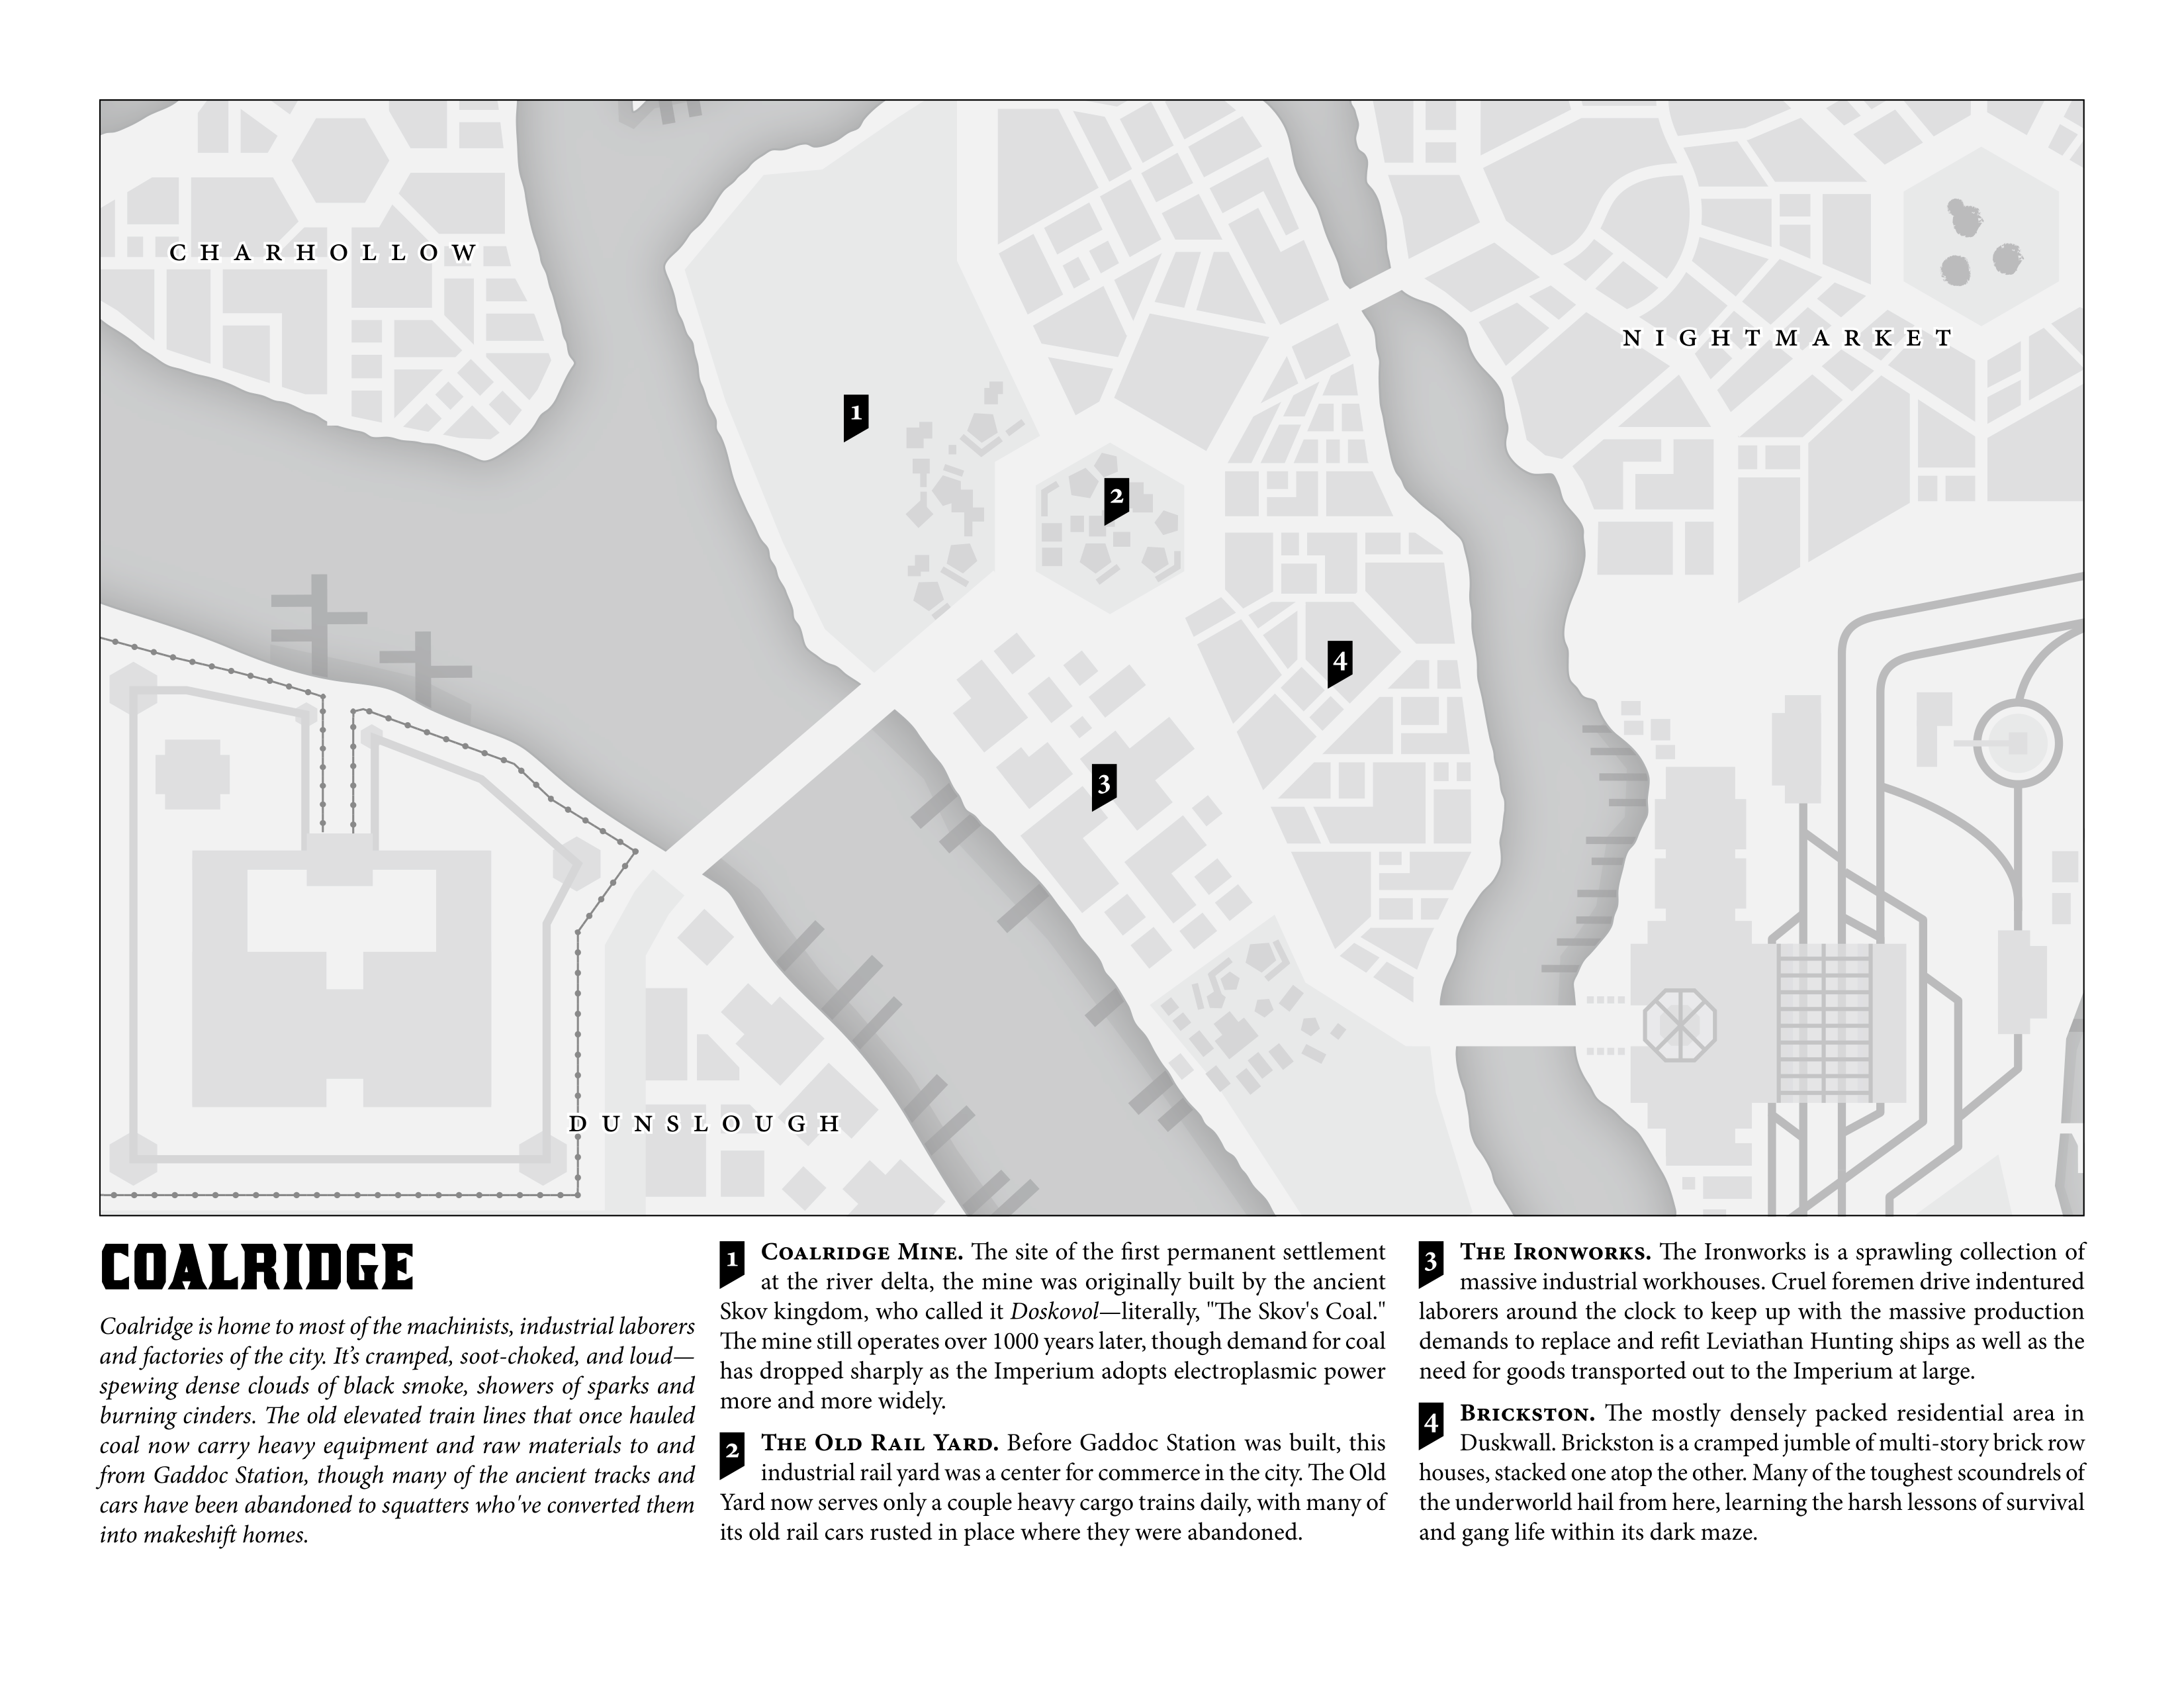 CHARHOLLOW
NIGHTMARKET
1
2
4
3
DUNSLOUGH
COALRIDGE
Coalridge is home to most of the machinists, industrial laborers
and factories of the city. It’s cramped, soot-choked, and loud—
spewing dense clouds of black smoke, showers of sparks and
burning cinders. The old elevated train lines that once hauled
coal now carry heavy equipment and raw materials to and
from Gaddoc Station, though many of the ancient tracks and
cars have been abandoned to squatters who've converted them
into makeshift homes.
1 Coalridge Mine. The site of the first permanent settlement
at the river delta, the mine was originally built by the ancient
Skov kingdom, who called it Doskovol—literally, "The Skov's Coal."
The mine still operates over 1000 years later, though demand for coal
has dropped sharply as the Imperium adopts electroplasmic power
more and more widely.
2 The Old Rail Yard. Before Gaddoc Station was built, this
industrial rail yard was a center for commerce in the city. The Old
Yard now serves only a couple heavy cargo trains daily, with many of
its old rail cars rusted in place where they were abandoned.
3 The Ironworks. The Ironworks is a sprawling collection of
massive industrial workhouses. Cruel foremen drive indentured
laborers around the clock to keep up with the massive production
demands to replace and refit Leviathan Hunting ships as well as the
need for goods transported out to the Imperium at large.
4 Brickston. The mostly densely packed residential area in
Duskwall. Brickston is a cramped jumble of multi-story brick row
houses, stacked one atop the other. Many of the toughest scoundrels of
the underworld hail from here, learning the harsh lessons of survival
and gang life within its dark maze.